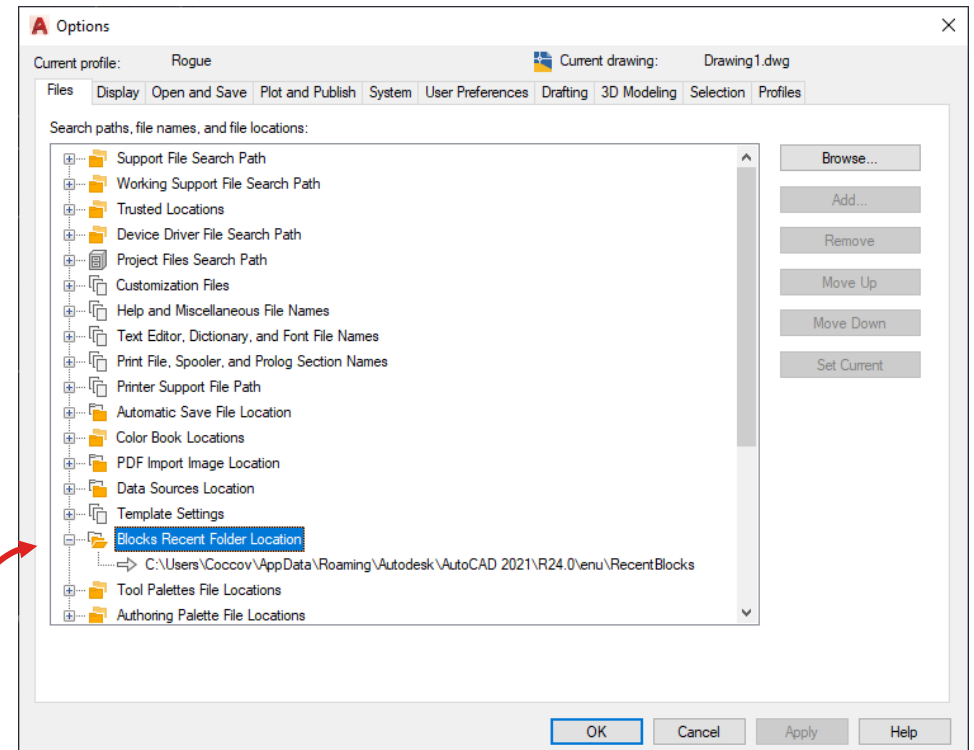 A Options
Current profile: Rogue Current drawing: Drawing1.dwg
Files Display Open and Save Plot and Publish System User Preferences Drafting 3D Modeling Selection Profiles
Search paths, file names, and file locations:
Support File Search Path
Browse...
Working Support File Search Path
Add...
Trusted Locations
Device Driver File Search Path
Remove
Project Files Search Path
Customization Files
Move Up
Help and Miscellaneous File Names
Move Down
Text Editor, Dictionary, and Font File Names
Print File, Spooler, and Prolog Section Names
Set Current
Printer Support File Path
Automatic Save File Location
Color Book Locations
PDF Import Image Location
Data Sources Location
Template Settings
Blocks Recent Folder Location
C:\Users\Coccov\AppData\Roaming\Autodesk\AutoCAD 2021\R24.0\enu\RecentBlocks
Tool Palettes File Locations
Authoring Palette File Locations
OK Cancel Apply Help